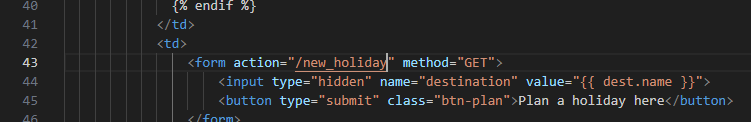 40 {% endif %}
41 </td>
42 <td>
43 <form action="/new_holiday" method="GET">
44 <input type="hidden" name="destination" value="{{ dest.name }}">
45 <button type="submit" class="btn-plan">Plan a holiday here</button>
46 </form>